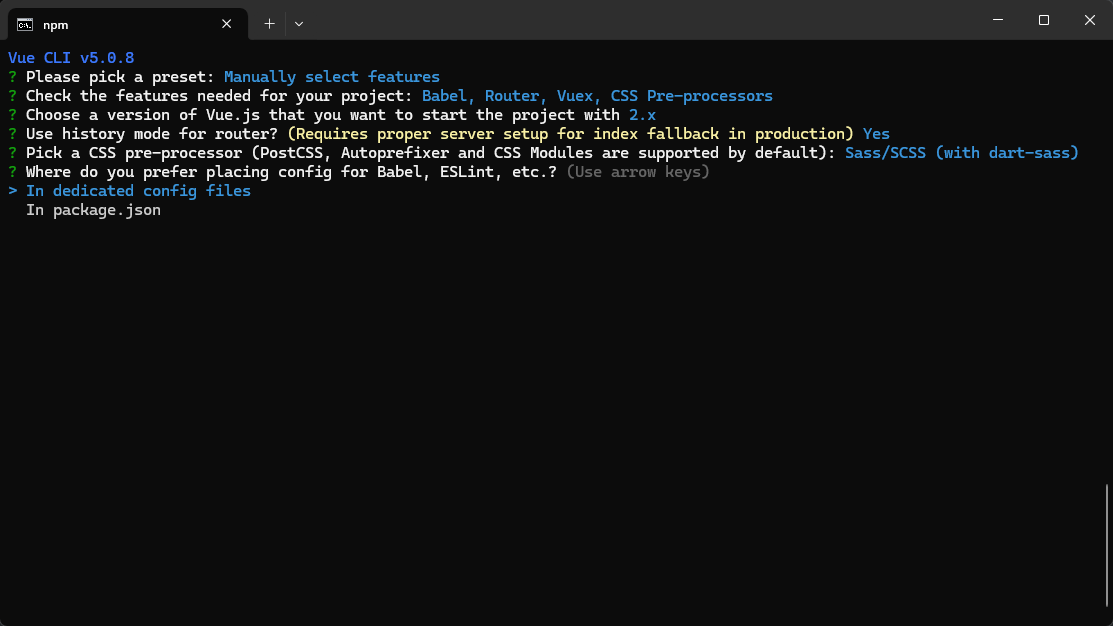 npm
Vue CLI v5.0.8
? Please pick a preset: Manually select features
? Check the features needed for your project: Babel, Router, Vuex, CSS Pre-processors
? Choose a version of Vue.js that you want to start the project with 2.x
? Use history mode for router? (Requires proper server setup for index fallback in production) Yes
? Pick a CSS pre-processor (PostCSS, Autoprefixer and CSS Modules are supported by default): Sass/SCSS (with dart-sass)
? Where do you prefer placing config for Babel, ESLint, etc.? (Use arrow keys)
> In dedicated config files
In package.json